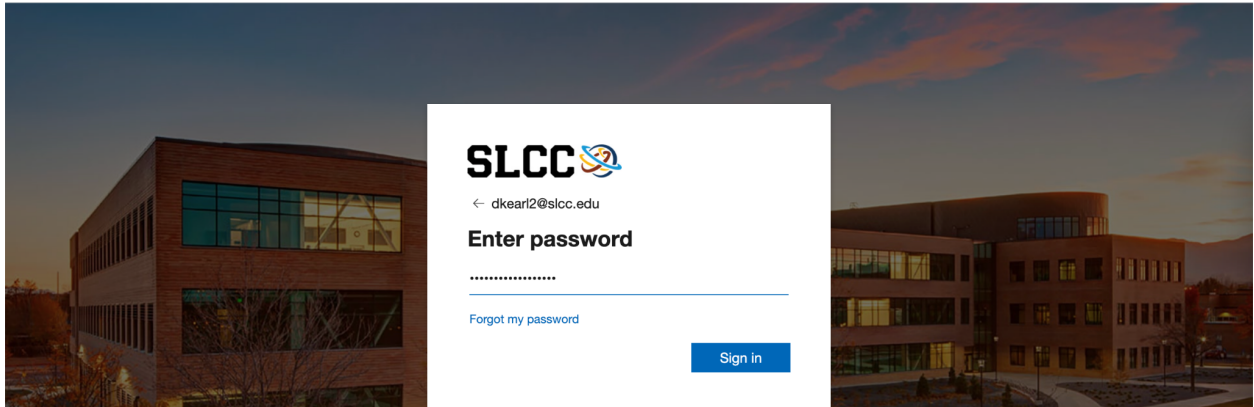 SLCC
← dkearl2@slcc.edu
Enter password
••••••••••••••••••
Forgot my password
Sign in